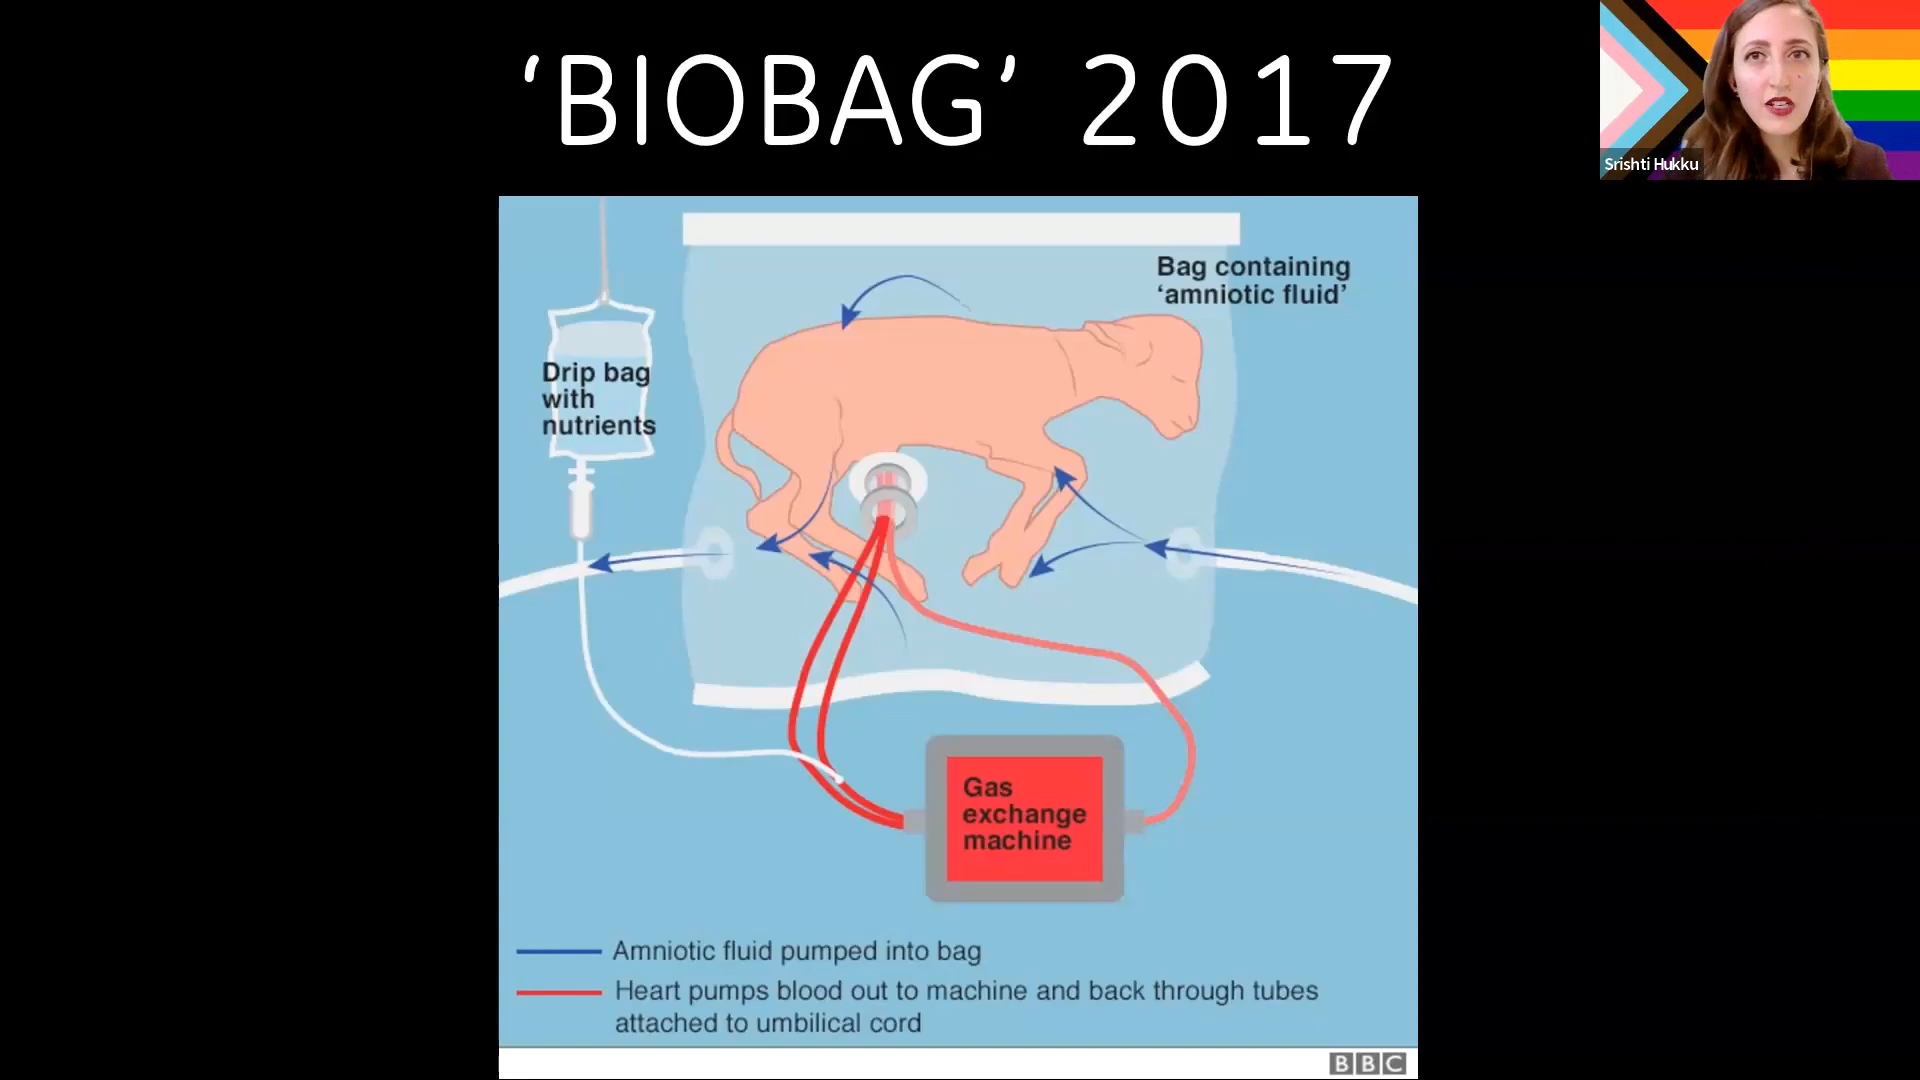 ‘BIOBAG’ 2017
Srishti Hukku
Bag containing
‘amniotic fluid’
Drip bag
with
nutrients
Gas
exchange
machine
Amniotic fluid pumped into bag
Heart pumps blood out to machine and back through tubes
attached to umbilical cord
BBC